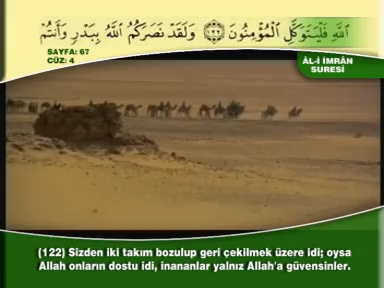 ٱللَّهِ فَلْيَتَوَكَّلِ ٱلْمُؤْمِنُونَ ﴿١٢٢﴾ وَلَقَدْ نَصَرَكُمُ ٱللَّهُ بِبَدْرٍ وَأَنتُمْ
SAYFA: 67
CÜZ: 4
ÂL-İ İMRÂN
SURESİ
(122) Sizden iki takım bozulup geri çekilmek üzere idi; oysa
Allah onların dostu idi, inananlar yalnız Allah'a güvensinler.